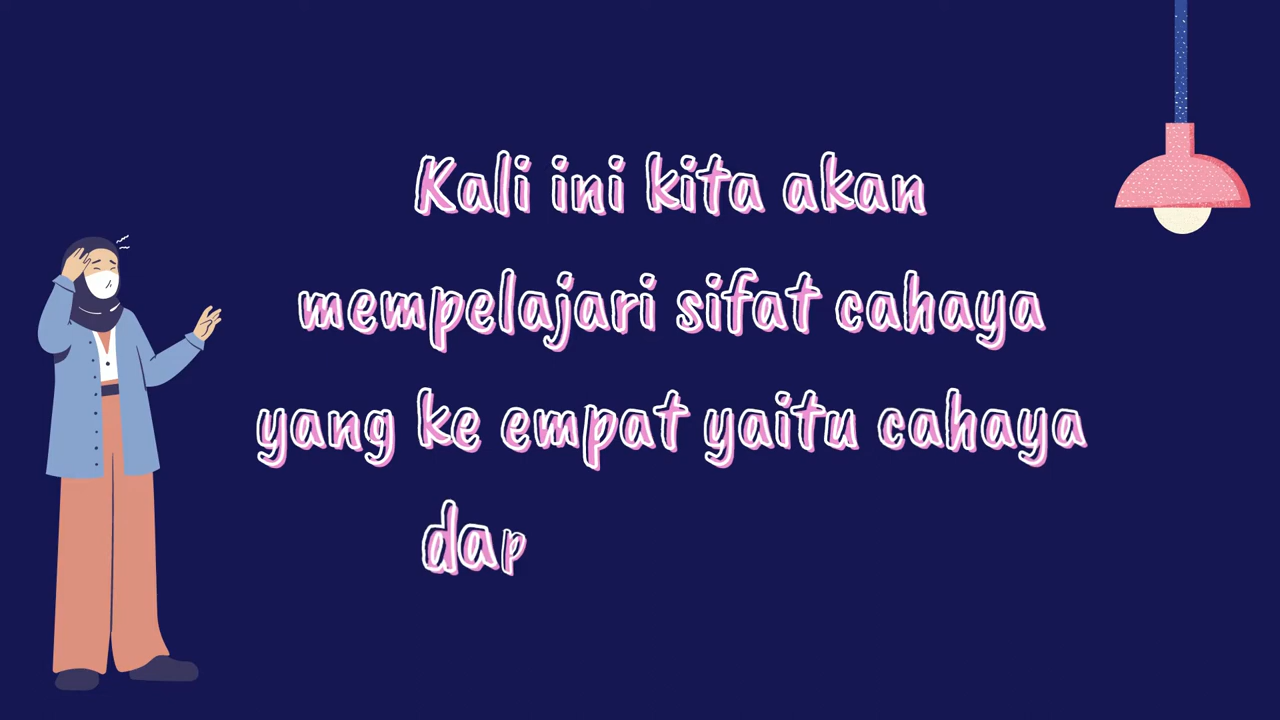 Kali ini kita akan
mempelajari sifat cahaya
yang ke empat yaitu cahaya
dap